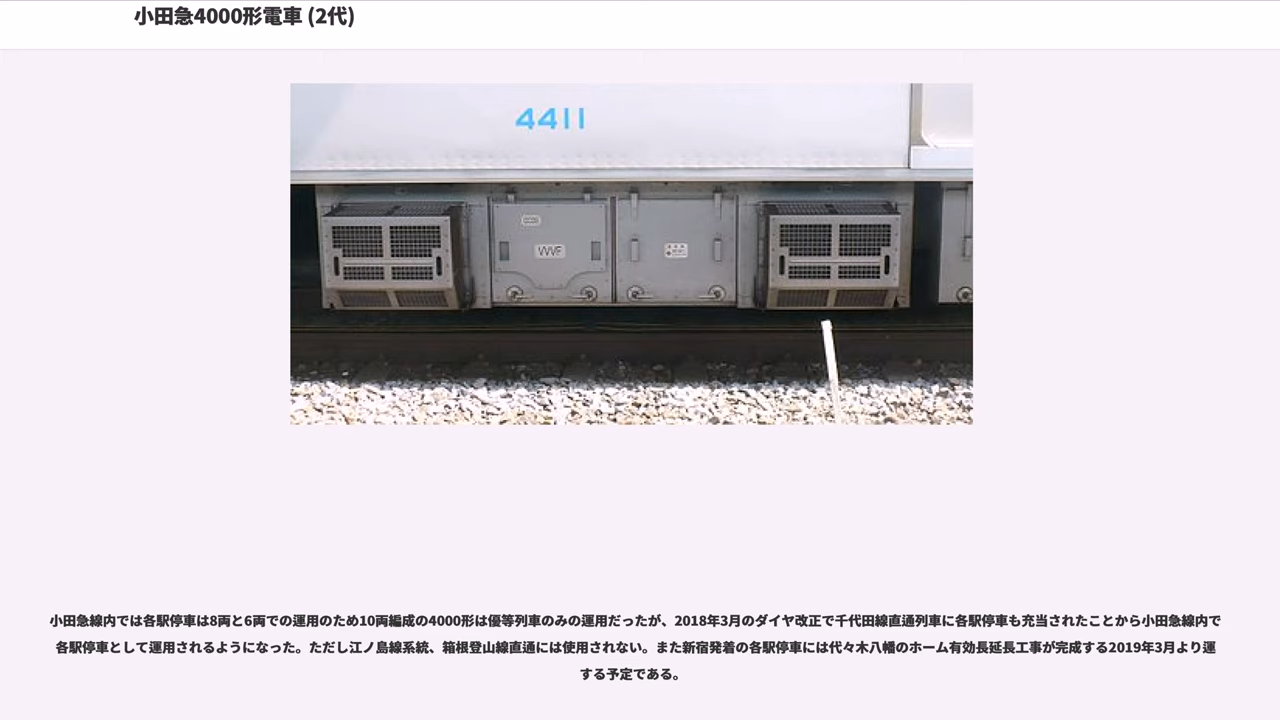 小田急4000形電車 (2代)
4411
VVVF
小田急線内では各駅停車は8両と6両での運用のため10両編成の4000形は優等列車のみの運用だったが、2018年3月のダイヤ改正で千代田線直通列車に各駅停車も充当されたことから小田急線内で
各駅停車として運用されるようになった。ただし江ノ島線系統、箱根登山線直通には使用されない。また新宿発着の各駅停車には代々木八幡のホーム有効長延長工事が完成する2019年3月より運
する予定である。